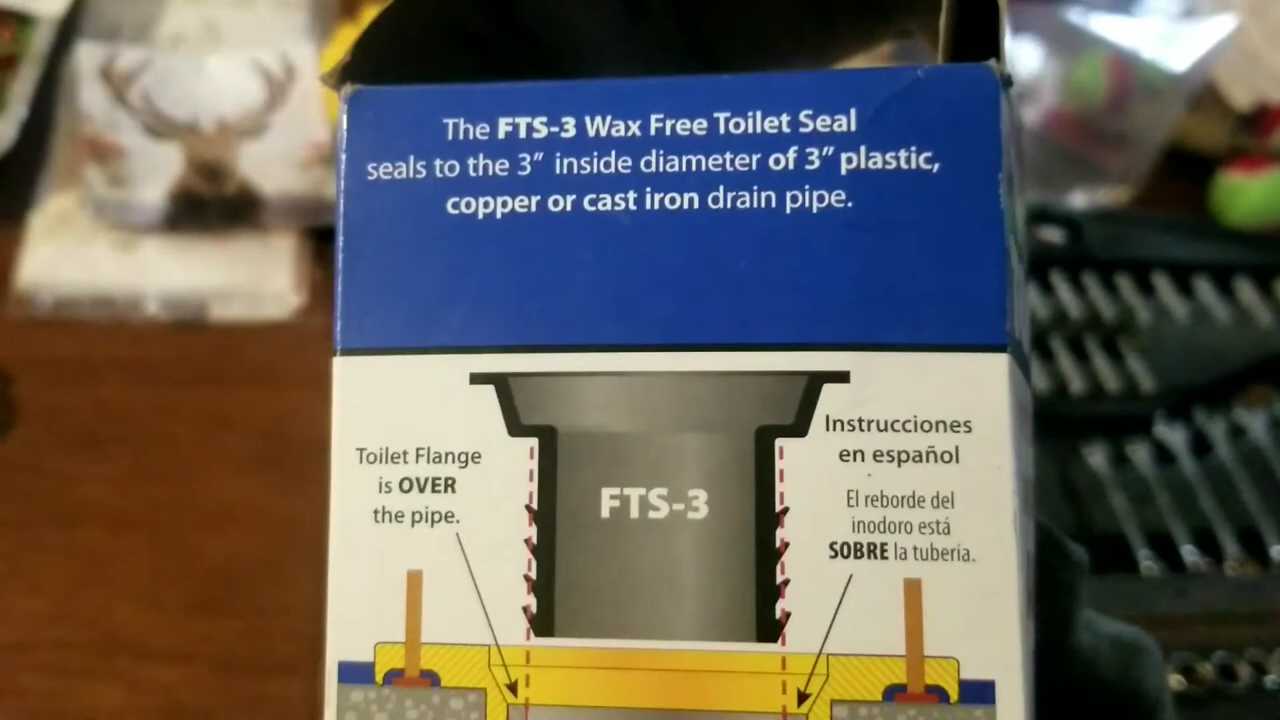 The FTS-3 Wax Free Toilet Seal
seals to the 3" inside diameter of 3" plastic,
copper or cast iron drain pipe.
Toilet Flange
is OVER
the pipe.
FTS-3
Instrucciones
en español
El reborde del
inodoro está
SOBRE la tubería.